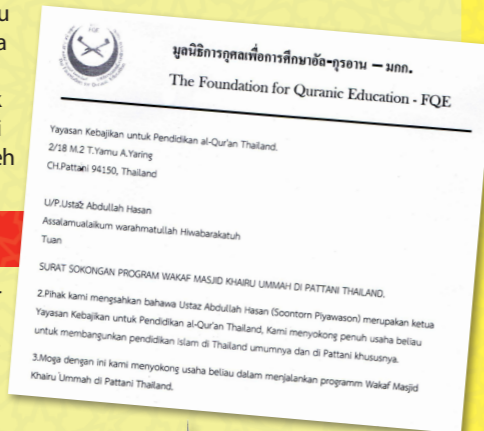 u
a
k
i
eh
FQE
มูลนิธิการกุศลเพื่อการศึกษาอัล-กุรอาน – มกก.
The Foundation for Quranic Education - FQE
Yayasan Kebajikan untuk Pendidikan al-Qur'an Thailand.
2/18 M.2 T.Yamu A.Yaring
CH.Pattani 94150, Thailand
U/P.Ustaz Abdullah Hasan
Assalamualaikum warahmatullah Hiwabarakatuh
Tuan
SURAT SOKONGAN PROGRAM WAKAF MASJID KHAIRU UMMAH DI PATTANI THAILAND.
2.Pihak kami mengsahkan bahawa Ustaz Abdullah Hasan (Soontorn Piyawason) merupakan ketua
Yayasan Kebajikan untuk Pendidikan al-Qur'an Thailand, Kami menyokong penuh usaha beliau
untuk membangunkan pendidikan islam di Thailand umumnya dan di Pattani khususnya.
3.Moga dengan ini kami menyokong usaha beliau dalam menjalankan programm Wakaf Masjid
Khairu Ummah di Pattani Thailand.